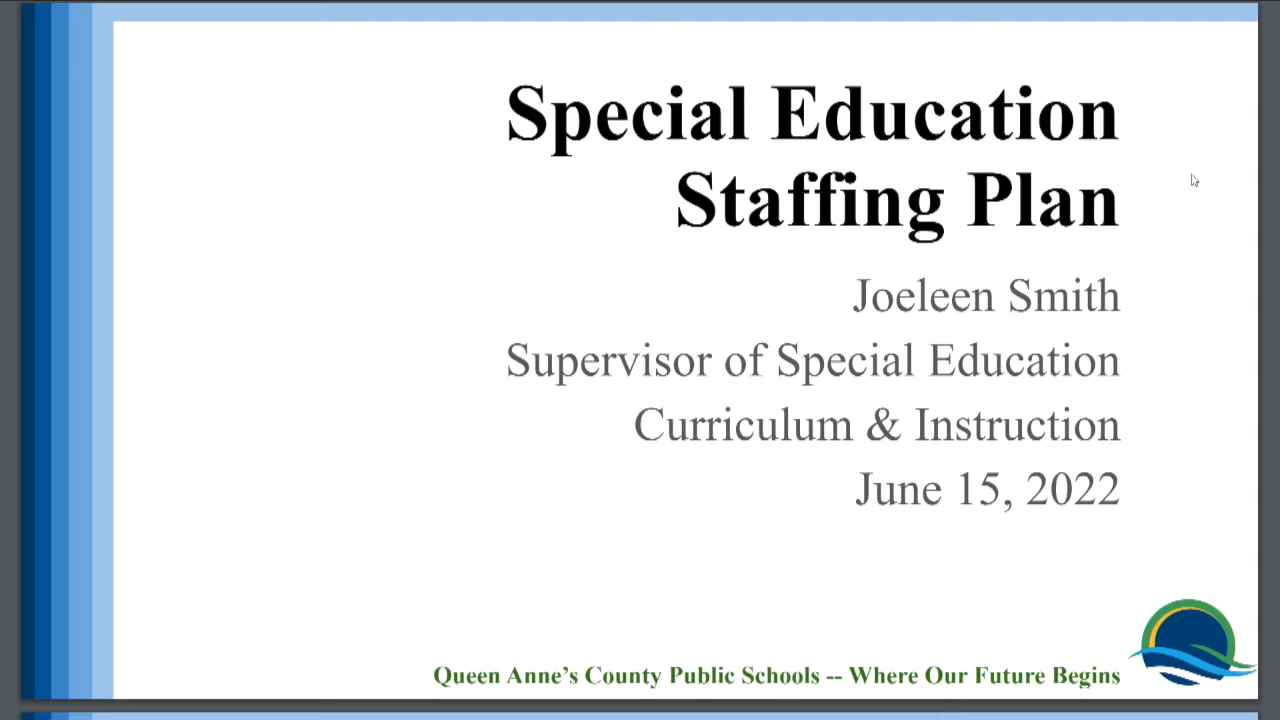 Special Education
Staffing Plan
Joeleen Smith
Supervisor of Special Education
Curriculum & Instruction
June 15, 2022
Queen Anne's County Public Schools -- Where Our Future Begins